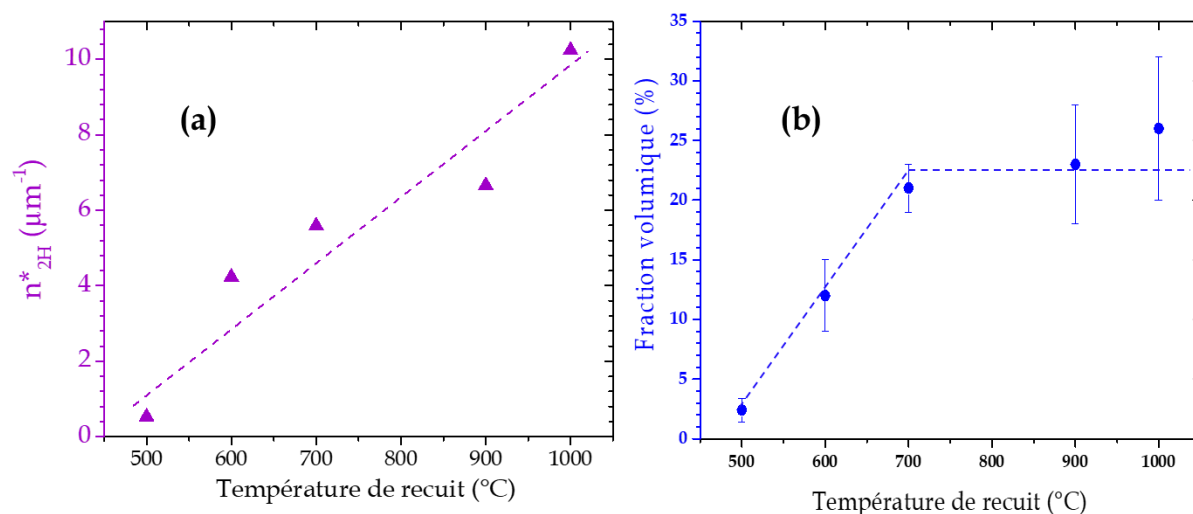 (a)
n*2H (µm-1)
10
8
6
4
2
0
500 600 700 800 900 1000
Température de recuit (°C)
(b)
Fraction volumique (%)
35
30
25
20
15
10
5
0
500 600 700 800 900 1000
Température de recuit (°C)